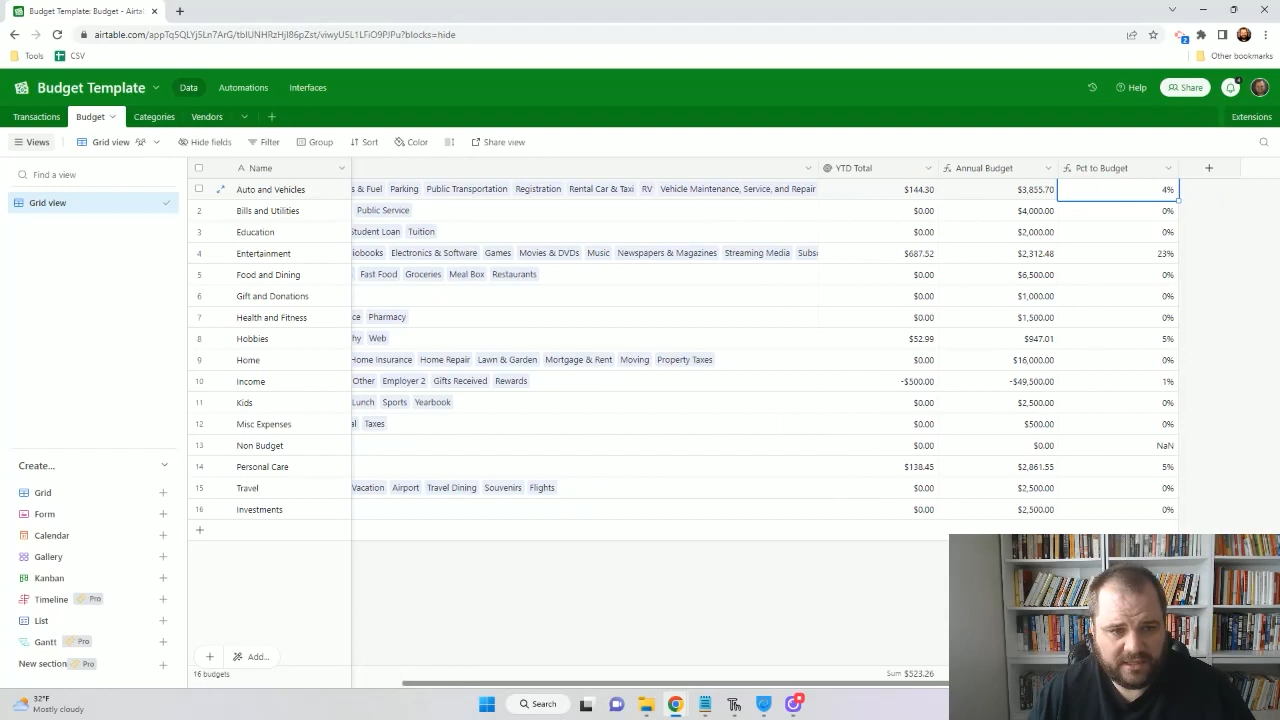 Budget Template: Budget - Airtab
airtable.com/appTq5QLYj5Ln7ArG/tblUNHRzHjI86pZst/viwyU5L1LFiO9PJPu?blocks=hide
2
Tools CSV Other bookmarks
Budget Template Data Automations Interfaces Help Share 4
Transactions Budget Categories Vendors Extensions
Views Grid view Hide fields Filter Group Sort Color Share view
Find a view
Grid view
Name YTD Total Annual Budget Pct to Budget
Auto and Vehicles s & Fuel Parking Public Transportation Registration Rental Car & Taxi RV Vehicle Maintenance, Service, and Repair $144.30 $3,855.70 4%
2 Bills and Utilities Public Service $0.00 $4,000.00 0%
3 Education Student Loan Tuition $0.00 $2,000.00 0%
4 Entertainment iobooks Electronics & Software Games Movies & DVDs Music Newspapers & Magazines Streaming Media Subs $687.52 $2,312.48 23%
5 Food and Dining Fast Food Groceries Meal Box Restaurants $0.00 $6,500.00 0%
6 Gift and Donations $0.00 $1,000.00 0%
7 Health and Fitness ce Pharmacy $0.00 $1,500.00 0%
8 Hobbies hy Web $52.99 $947.01 5%
9 Home Home Insurance Home Repair Lawn & Garden Mortgage & Rent Moving Property Taxes $0.00 $16,000.00 0%
10 Income Other Employer 2 Gifts Received Rewards -$500.00 -$49,500.00 1%
11 Kids Lunch Sports Yearbook $0.00 $2,500.00 0%
12 Misc Expenses al Taxes $0.00 $500.00 0%
13 Non Budget $0.00 $0.00 NaN
14 Personal Care $138.45 $2,861.55 5%
15 Travel Vacation Airport Travel Dining Souvenirs Flights $0.00 $2,500.00 0%
16 Investments $0.00 $2,500.00 0%
Create...
Grid
Form
Calendar
Gallery
Kanban
Timeline Pro
List
Gantt Pro
New section Pro
Add...
16 budgets Sum $523.26
32°F
Mostly cloudy
Search